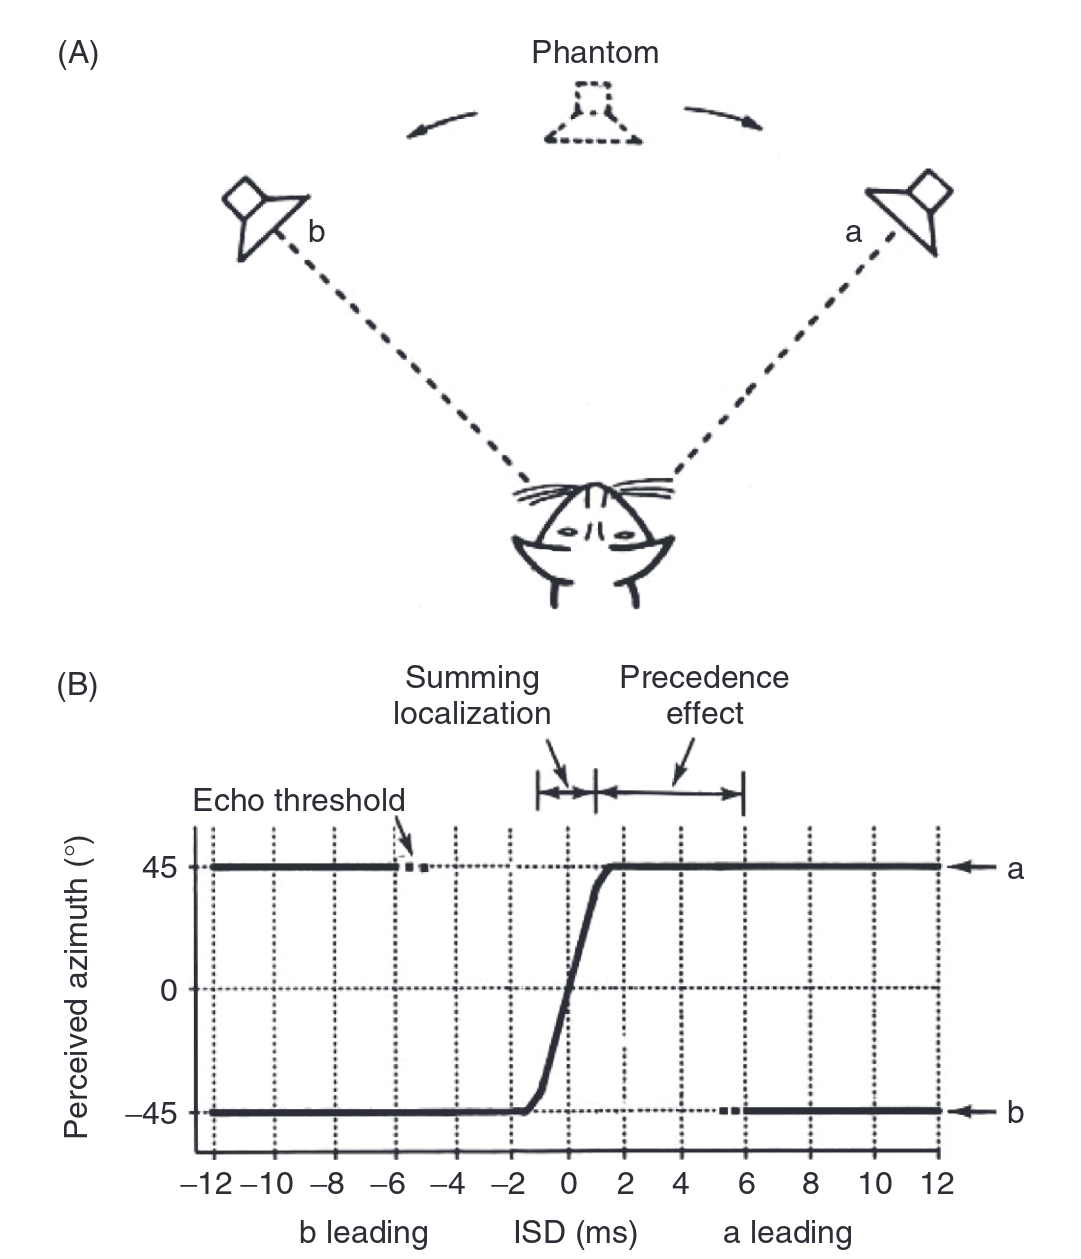 (A)
Phantom
b
a
(B)
Summing
localization
Precedence
effect
Echo threshold
Perceived azimuth (°)
45
0
–45
a
b
–12 –10 –8 –6 –4 –2 0 2 4 6 8 10 12
b leading ISD (ms) a leading